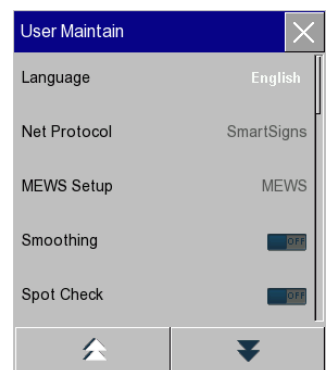 User Maintain
Language English
Net Protocol SmartSigns
MEWS Setup MEWS
Smoothing OFF
Spot Check OFF